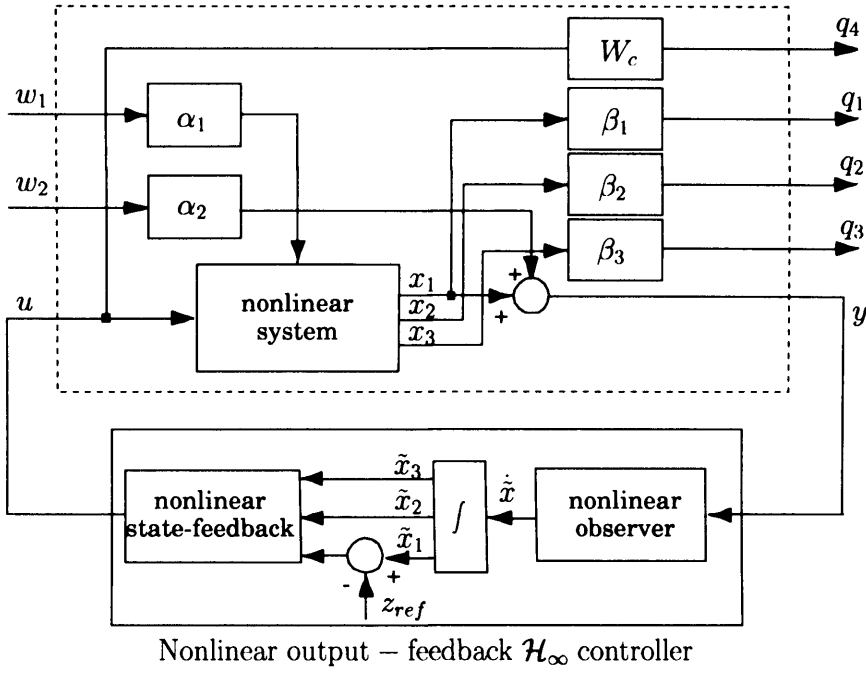 q₄
W_c
w₁
α₁
q₁
β₁
w₂
α₂
q₂
β₂
q₃
β₃
+
u
nonlinear
system
x₁
x₂
x₃
+
y
nonlinear
state-feedback
x̃₃
x̃₂
x̃₁
∫
ẋ̃
nonlinear
observer
-
+
z_ref
Nonlinear output – feedback ℋ∞ controller